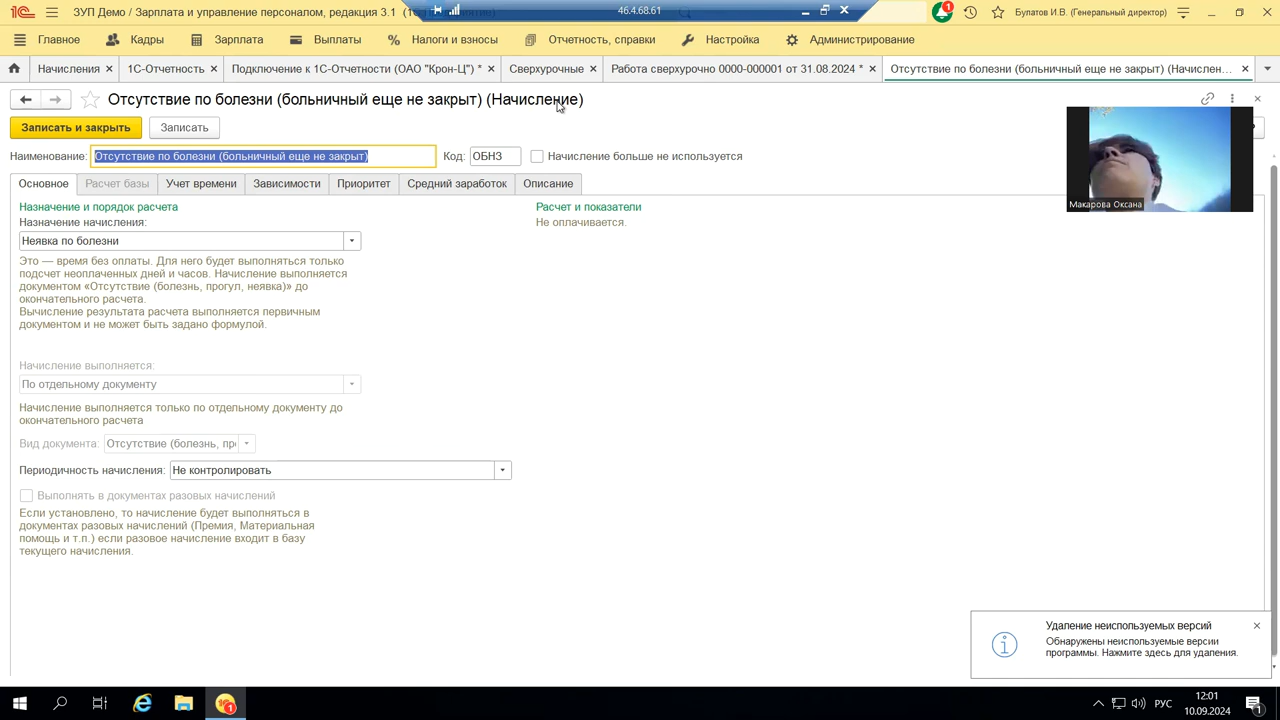 ЗУП Демо / Зарплата и управление персоналом, редакция 3.1 (1С
46.4.68.61
1
Булатов И.В. (Генеральный директор)
Главное
Кадры
Зарплата
Выплаты
Налоги и взносы
Отчетность, справки
Настройка
Администрирование
Начисления
1С-Отчетность
Подключение к 1С-Отчетности (ОАО "Крон-Ц") *
Сверхурочные
Работа сверхурочно 0000-000001 от 31.08.2024 *
Отсутствие по болезни (больничный еще не закрыт) (Начислен...
Отсутствие по болезни (больничный еще не закрыт) (Начисление)
Записать и закрыть
Записать
Наименование: Отсутствие по болезни (больничный еще не закрыт)
Код: ОБНЗ
Начисление больше не используется
Основное
Расчет базы
Учет времени
Зависимости
Приоритет
Средний заработок
Описание
Назначение и порядок расчета
Назначение начисления:
Неявка по болезни
Это — время без оплаты. Для него будет выполняться только
подсчет неоплаченных дней и часов. Начисление выполняется
документом «Отсутствие (болезнь, прогул, неявка)» до
окончательного расчета.
Вычисление результата расчета выполняется первичным
документом и не может быть задано формулой.
Начисление выполняется:
По отдельному документу
Начисление выполняется только по отдельному документу до
окончательного расчета
Вид документа: Отсутствие (болезнь, прс
Периодичность начисления: Не контролировать
Выполнять в документах разовых начислений
Если установлено, то начисление будет выполняться в
документах разовых начислений (Премия, Материальная
помощь и т.п.) если разовое начисление входит в базу
текущего начисления.
Расчет и показатели
Не оплачивается.
Макарова Оксана
Удаление неиспользуемых версий
Обнаружены неиспользуемые версии
программы. Нажмите здесь для удаления.
1
РУС
12:01
10.09.2024
1